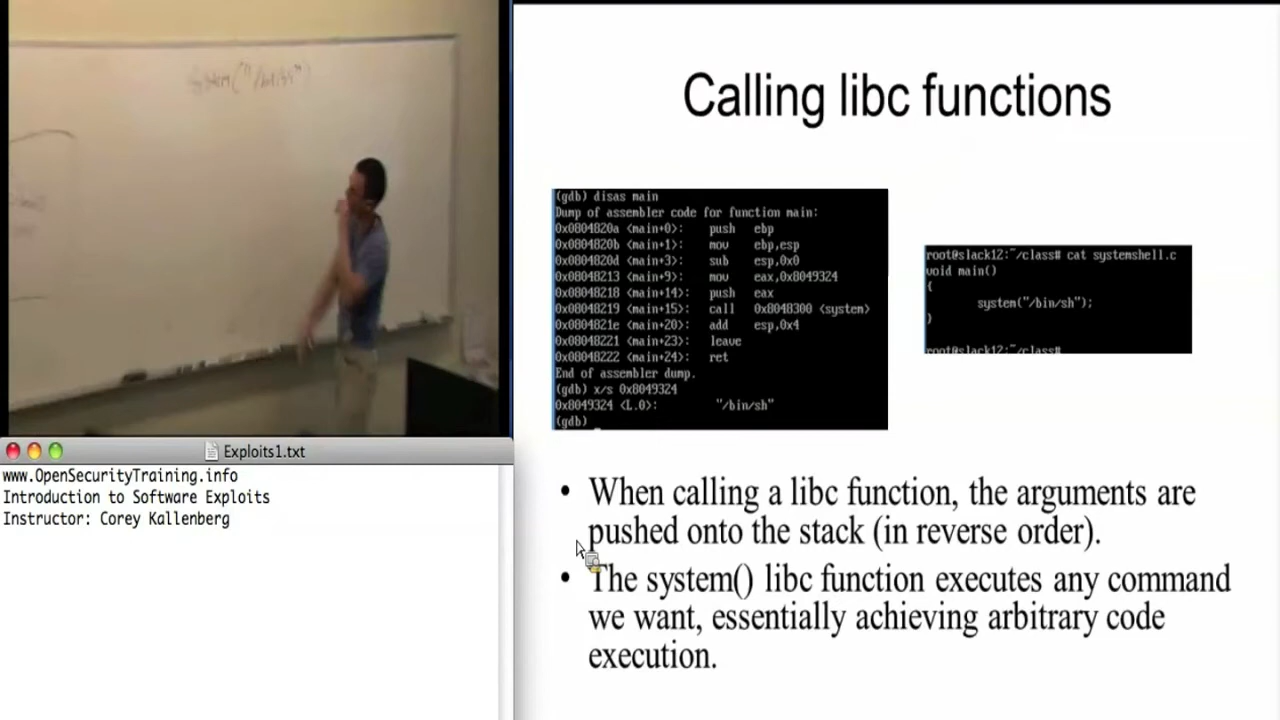 system("/bin/sh")
Exploits1.txt
www.OpenSecurityTraining.info
Introduction to Software Exploits
Instructor: Corey Kallenberg
Calling libc functions
(gdb) disas main
Dump of assembler code for function main:
0x0804820a <main+0>: push ebp
0x0804820b <main+1>: mov ebp,esp
0x0804820d <main+3>: sub esp,0x0
0x08048213 <main+9>: mov eax,0x8049324
0x08048218 <main+14>: push eax
0x08048219 <main+15>: call 0x8048300 <system>
0x0804821e <main+20>: add esp,0x4
0x08048221 <main+23>: leave
0x08048222 <main+24>: ret
End of assembler dump.
(gdb) x/s 0x8049324
0x8049324 <L.0>: "/bin/sh"
(gdb) _
root@slack12:~/class# cat systemshell.c
void main()
{
system("/bin/sh");
}
root@slack12:~/class#
• When calling a libc function, the arguments are
pushed onto the stack (in reverse order).
• The system() libc function executes any command
we want, essentially achieving arbitrary code
execution.